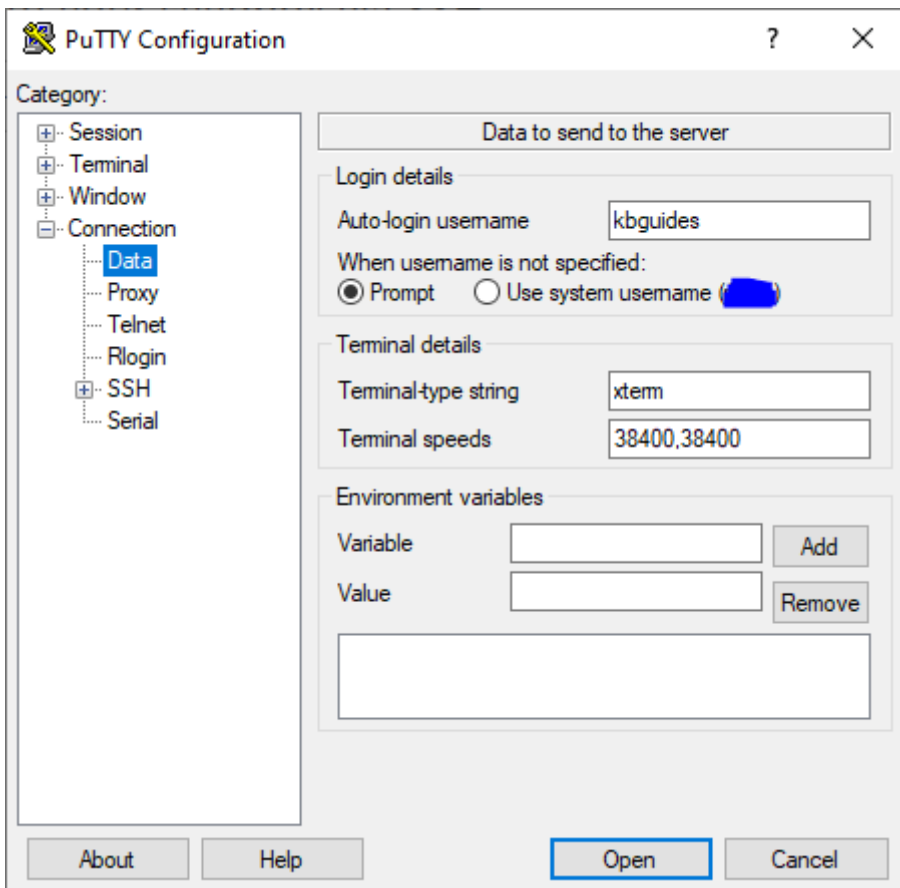 PuTTY Configuration
?
Category:
Session
Terminal
Window
Connection
Data
Proxy
Telnet
Rlogin
SSH
Serial
Data to send to the server
Login details
Auto-login username kbguides
When username is not specified:
Prompt Use system username (
Terminal details
Terminal-type string xterm
Terminal speeds 38400,38400
Environment variables
Variable Add
Value
Remove
About Help Open Cancel